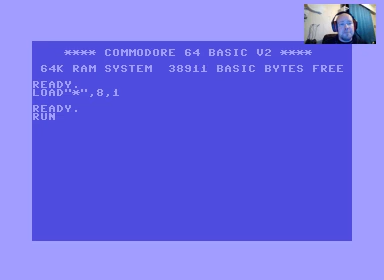 **** COMMODORE 64 BASIC V2 ****
64K RAM SYSTEM  38911 BASIC BYTES FREE
READY.
LOAD"*",8,1
READY.
RUN